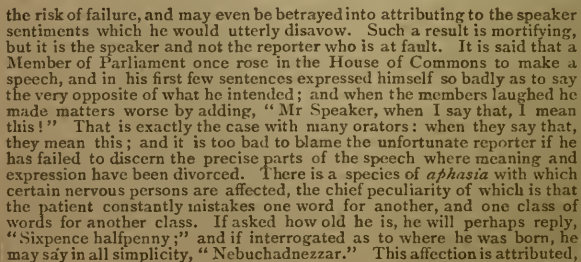 the risk of failure, and may even be betrayed into attributing to the speaker
sentiments which he would utterly disavow. Such a result is mortifying,
but it is the speaker and not the reporter who is at fault. It is said that a
Member of Parliament once rose in the House of Commons to make a
speech, and in his first few sentences expressed himself so badly as to say
the very opposite of what he intended; and when the members laughed he
made matters worse by adding, "Mr Speaker, when I say that, I mean
this!" That is exactly the case with many orators: when they say that,
they mean this; and it is too bad to blame the unfortunate reporter if he
has failed to discern the precise parts of the speech where meaning and
expression have been divorced. There is a species of aphasia with which
certain nervous persons are affected, the chief peculiarity of which is that
the patient constantly mistakes one word for another, and one class of
words for another class. If asked how old he is, he will perhaps reply,
"Sixpence halfpenny;" and if interrogated as to where he was born, he
may say in all simplicity, "Nebuchadnezzar." This affection is attributed,